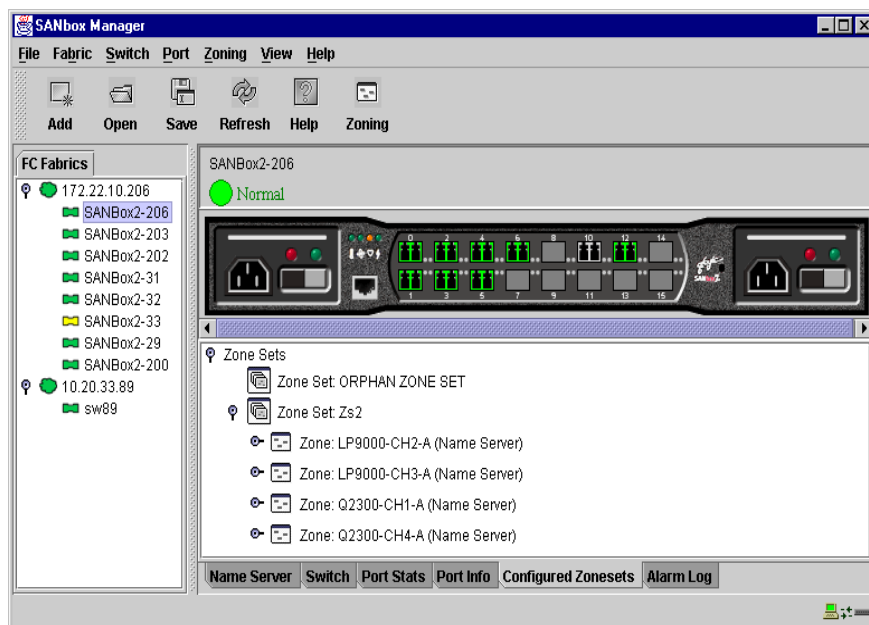 SANbox Manager
File Fabric Switch Port Zoning View Help
Add Open Save Refresh Help Zoning
FC Fabrics
172.22.10.206
SANBox2-206
SANBox2-203
SANBox2-202
SANBox2-31
SANBox2-32
SANBox2-33
SANBox2-29
SANBox2-200
10.20.33.89
sw89
SANBox2-206
Normal
0 2 4 6 8 10 12 14
1 3 5 7 9 11 13 15
Zone Sets
Zone Set: ORPHAN ZONE SET
Zone Set: Zs2
Zone: LP9000-CH2-A (Name Server)
Zone: LP9000-CH3-A (Name Server)
Zone: Q2300-CH1-A (Name Server)
Zone: Q2300-CH4-A (Name Server)
Name Server Switch Port Stats Port Info Configured Zonesets Alarm Log